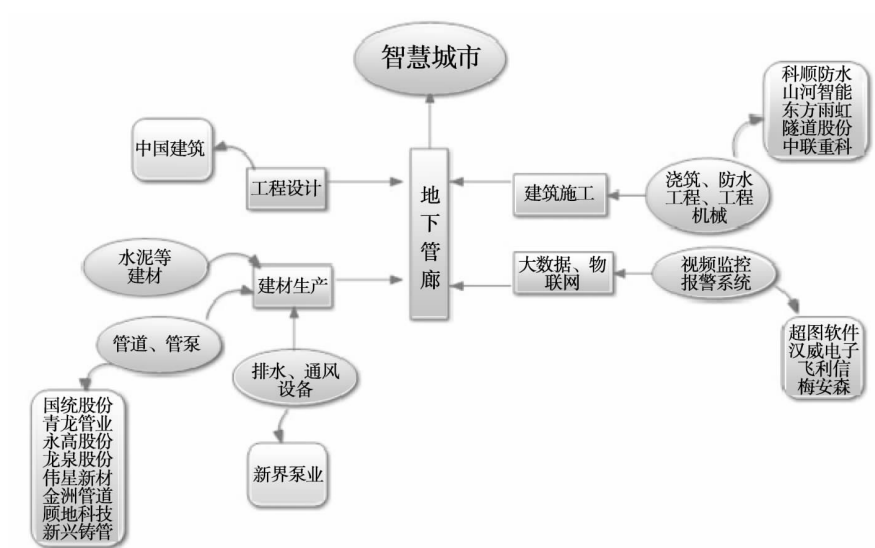 智慧城市
科顺防水
山河智能
东方雨虹
隧道股份
中联重科
中国建筑
工程设计
地
下
管
廊
建筑施工
浇筑、防水
工程、工程
机械
水泥等
建材
建材生产
大数据、物
联网
视频监控
报警系统
管道、管泵
排水、通风
设备
超图软件
汉威电子
飞利信
梅安森
国统股份
青龙管业
永高股份
龙泉股份
伟星新材
金洲管道
顾地科技
新兴铸管
新界泵业